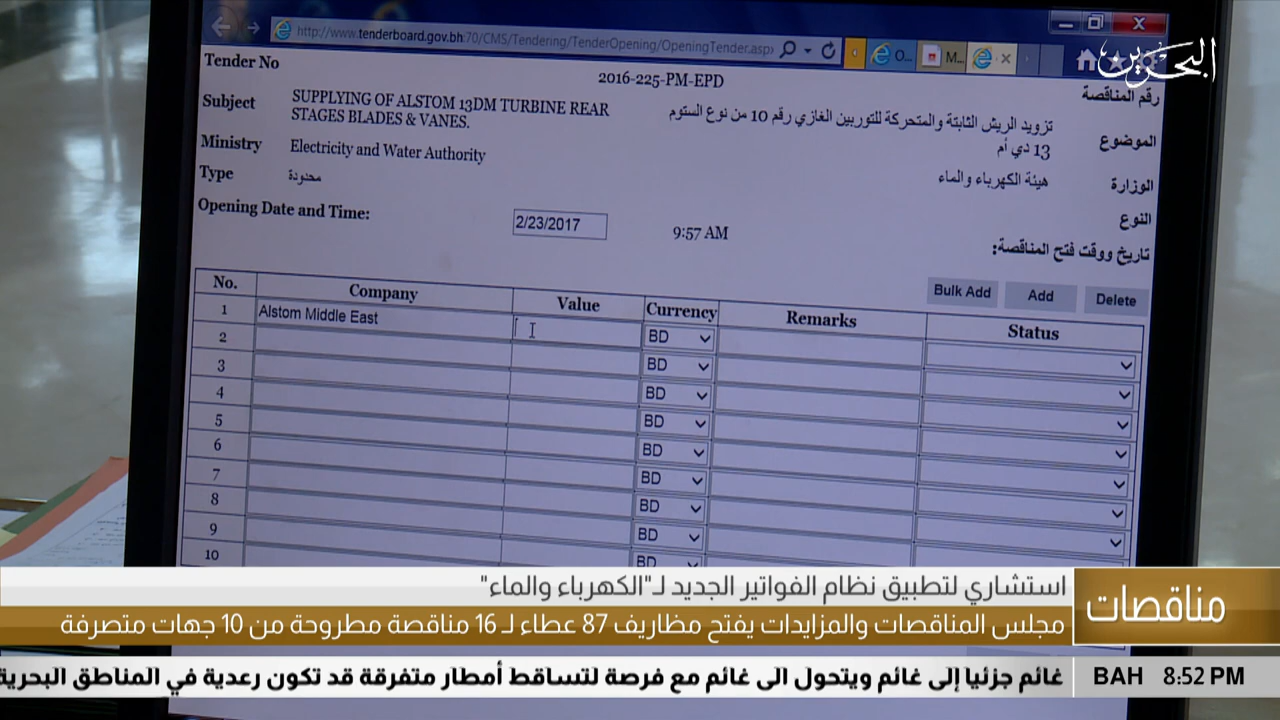 http://www.tenderboard.gov.bh:70/CMS/Tendering/TenderOpening/OpeningTender.asp
O... M...
البحرين
Tender No 2016-225-PM-EPD رقم المناقصة
Subject SUPPLYING OF ALSTOM 13DM TURBINE REAR STAGES BLADES & VANES.
تزويد الريش الثابتة والمتحركة للتوربين الغازي رقم 10 من نوع الستوم الموضوع
13 دي أم
Ministry Electricity and Water Authority هيئة الكهرباء والماء الوزارة
Type محدودة النوع
Opening Date and Time: 2/23/2017 9:57 AM تاريخ ووقت فتح المناقصة:
Bulk Add Add Delete
No. Company Value Currency Remarks Status
1 Alstom Middle East BD
2 BD
3 BD
4 BD
5 BD
6 BD
7 BD
8 BD
9 BD
10
مناقصات
استشاري لتطبيق نظام الفواتير الجديد لـ"الكهرباء والماء"
مجلس المناقصات والمزايدات يفتح مظاريف 87 عطاء لـ 16 مناقصة مطروحة من 10 جهات متصرفة
BAH 8:52 PM
غائم جزئيا إلى غائم ويتحول الى غائم مع فرصة لتساقط أمطار متفرقة قد تكون رعدية في المناطق البحرية